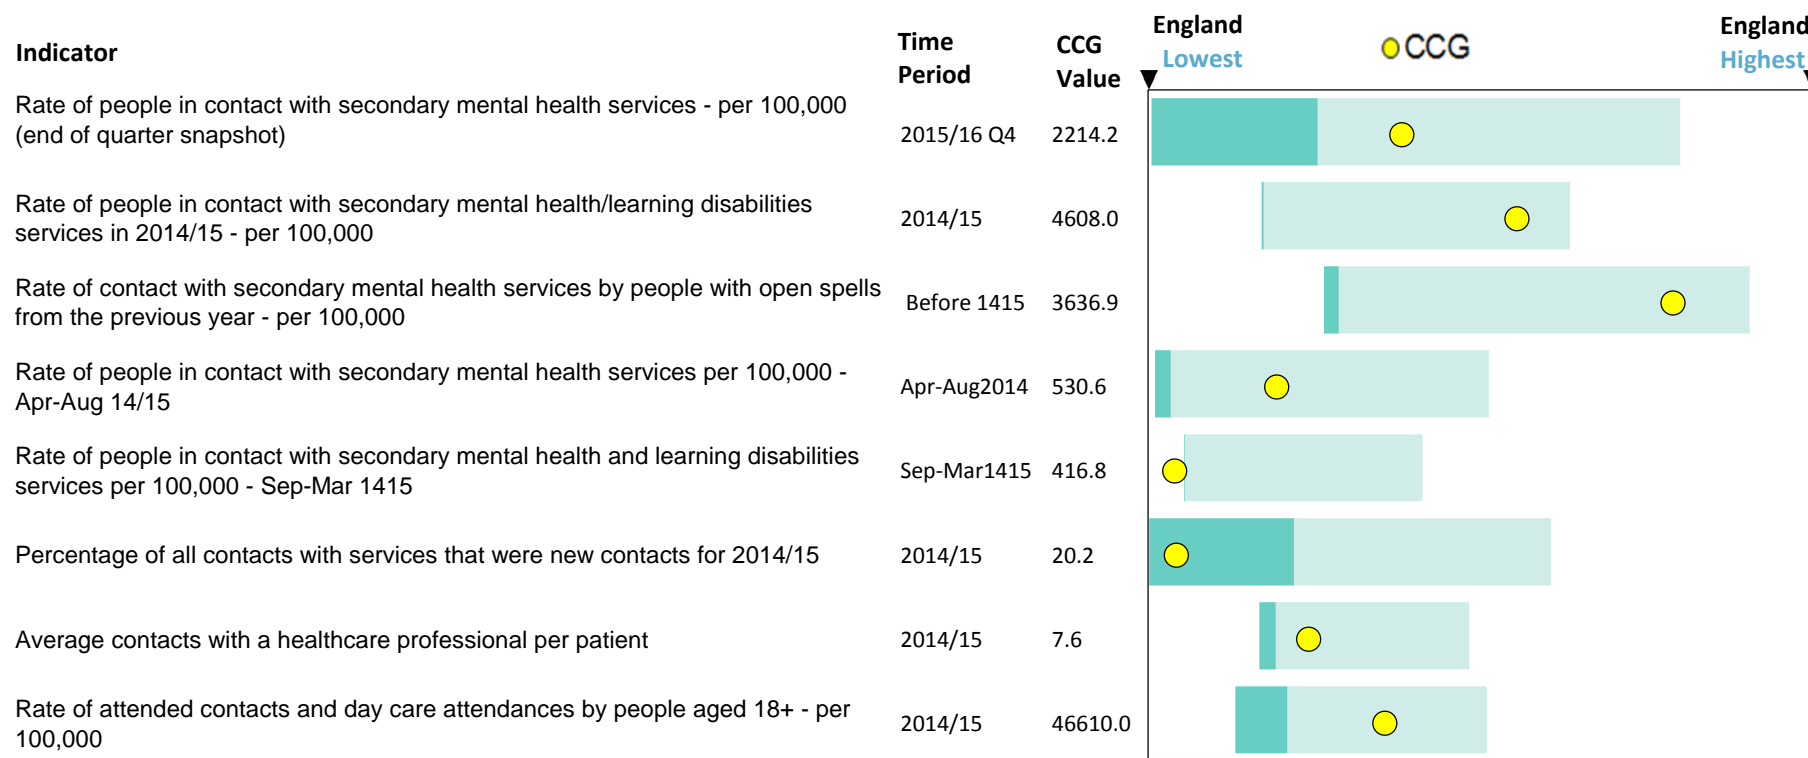 Indicator
Time
Period
CCG
Value
England
Lowest
CCG
England
Highest
Rate of people in contact with secondary mental health services - per 100,000
(end of quarter snapshot)
2015/16 Q4
2214.2
Rate of people in contact with secondary mental health/learning disabilities
services in 2014/15 - per 100,000
2014/15
4608.0
Rate of contact with secondary mental health services by people with open spells
from the previous year - per 100,000
Before 1415
3636.9
Rate of people in contact with secondary mental health services per 100,000 -
Apr-Aug 14/15
Apr-Aug2014
530.6
Rate of people in contact with secondary mental health and learning disabilities
services per 100,000 - Sep-Mar 1415
Sep-Mar1415
416.8
Percentage of all contacts with services that were new contacts for 2014/15
2014/15
20.2
Average contacts with a healthcare professional per patient
2014/15
7.6
Rate of attended contacts and day care attendances by people aged 18+ - per
100,000
2014/15
46610.0